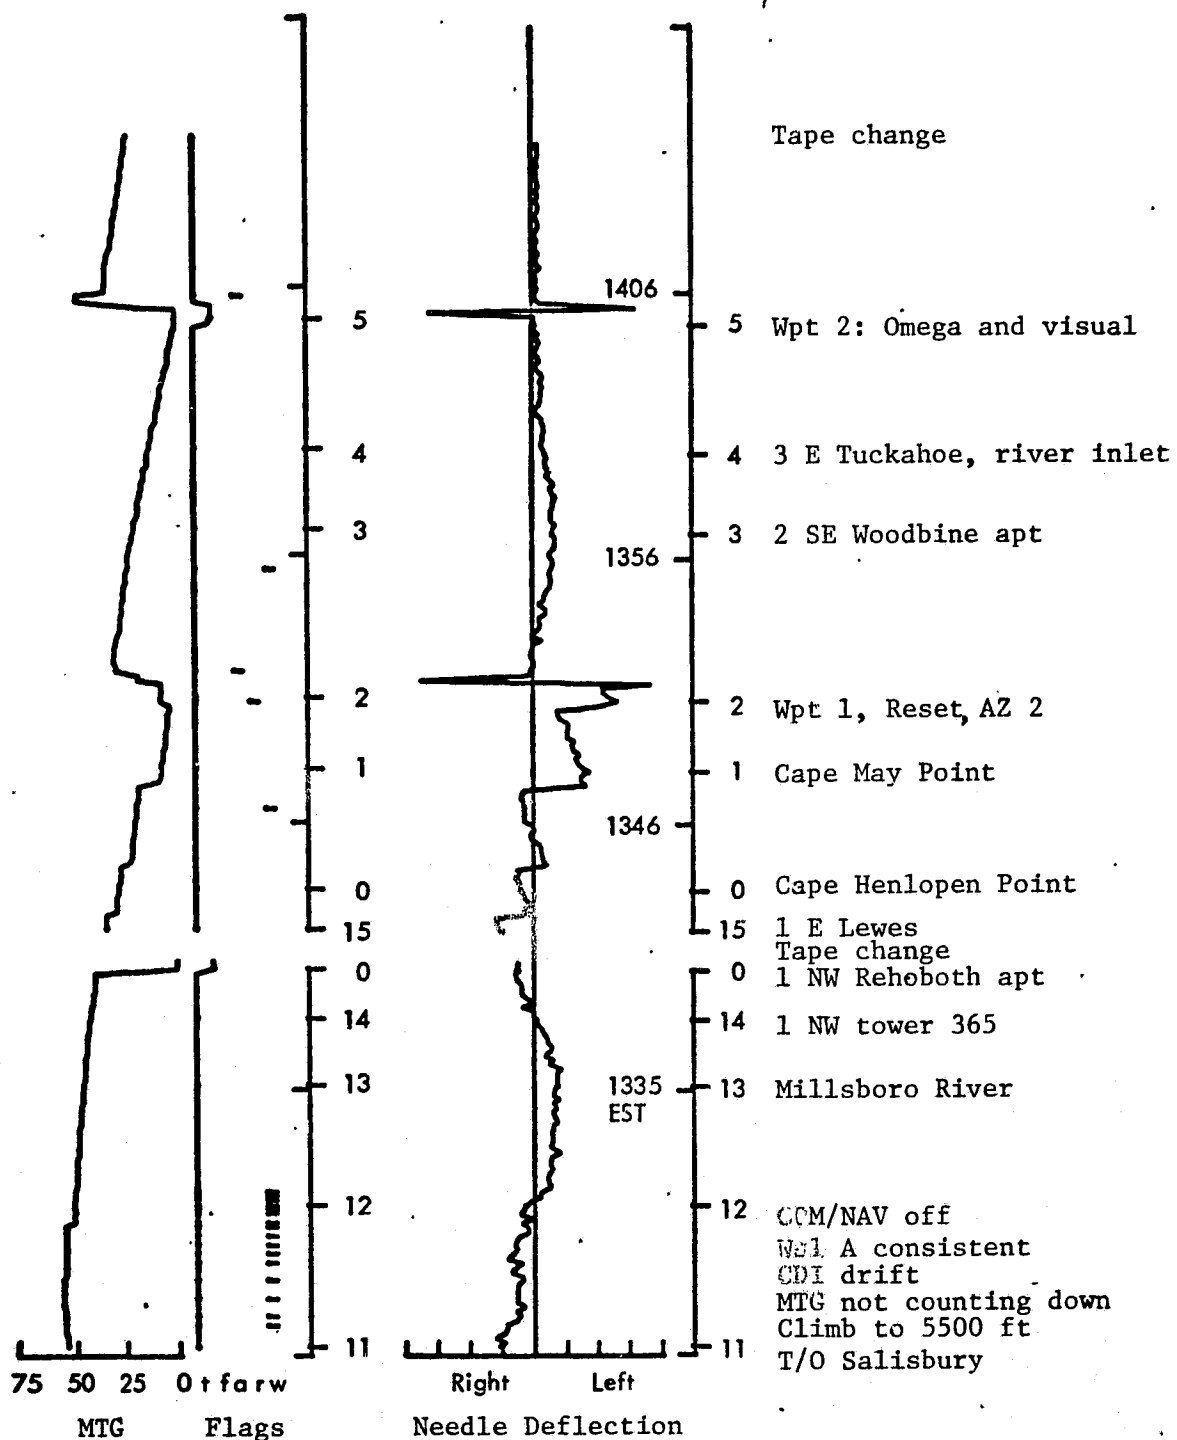 Tape change
1406
5
5 Wpt 2: Omega and visual
4
4 3 E Tuckahoe, river inlet
3
3 2 SE Woodbine apt
1356
2
2 Wpt 1, Reset, AZ 2
1
1 Cape May Point
1346
0
0 Cape Henlopen Point
15
15 1 E Lewes
Tape change
0
0 1 NW Rehoboth apt
14
14 1 NW tower 365
13
1335
EST
13 Millsboro River
12
12 COM/NAV off
A consistent
CDI drift
MTG not counting down
Climb to 5500 ft
11
11 T/O Salisbury
75 50 25 0 t f a r w
Right Left
MTG Flags Needle Deflection